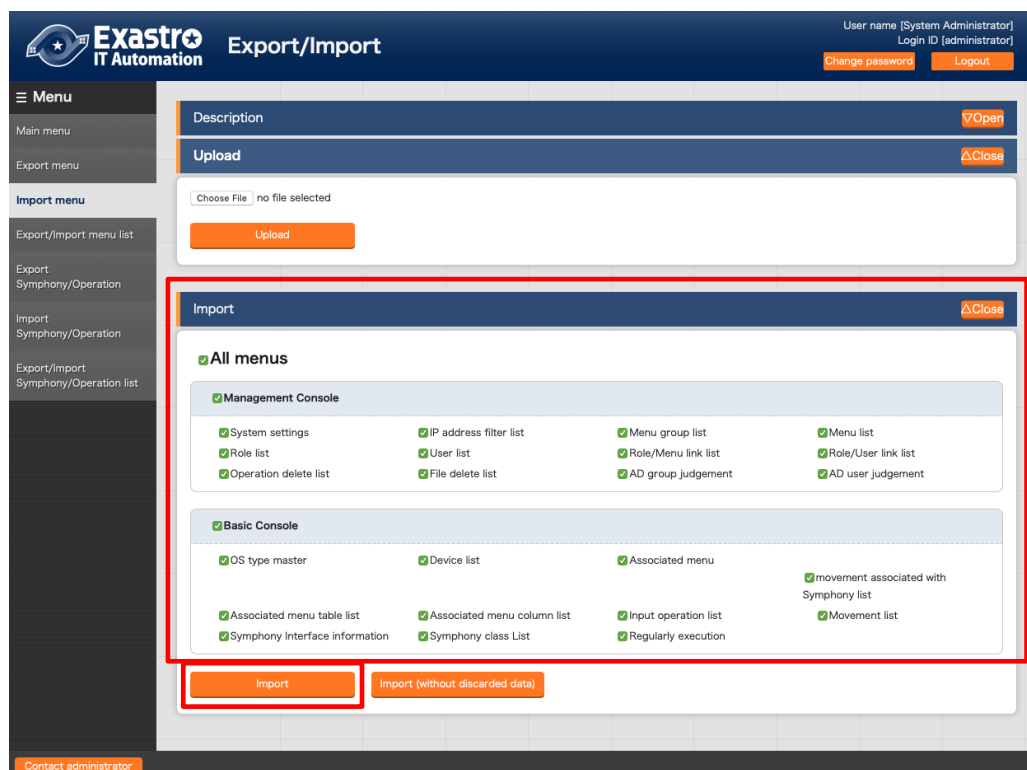 Exastro
IT Automation
Export/Import
User name [System Administrator]
Login ID [administrator]
Change password
Logout
☰ Menu
Main menu
Export menu
Import menu
Export/Import menu list
Export
Symphony/Operation
Import
Symphony/Operation
Export/Import
Symphony/Operation list
Description
▽Open
Upload
△Close
Choose File no file selected
Upload
Import
△Close
All menus
Management Console
System settings
IP address filter list
Menu group list
Menu list
Role list
User list
Role/Menu link list
Role/User link list
Operation delete list
File delete list
AD group judgement
AD user judgement
Basic Console
OS type master
Device list
Associated menu
movement associated with
Symphony list
Associated menu table list
Associated menu column list
Input operation list
Movement list
Symphony Interface information
Symphony class List
Regularly execution
Import
Import (without discarded data)
Contact administrator